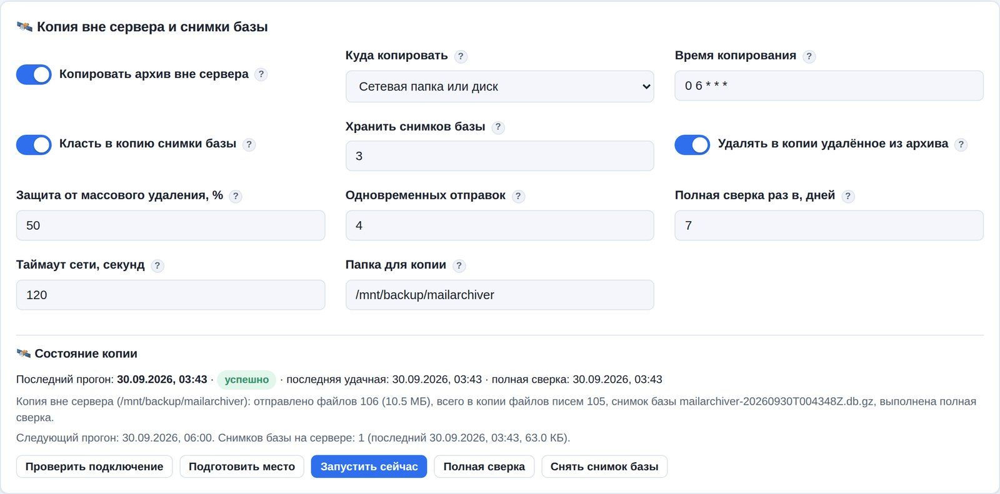 Копия вне сервера и снимки базы
Копировать архив вне сервера ?
Куда копировать ?
Сетевая папка или диск
Время копирования ?
0 6 * * *
Класть в копию снимки базы ?
Хранить снимков базы ?
3
Удалять в копии удалённое из архива ?
Защита от массового удаления, % ?
50
Одновременных отправок ?
4
Полная сверка раз в, дней ?
7
Таймаут сети, секунд ?
120
Папка для копии ?
/mnt/backup/mailarchiver
Состояние копии
Последний прогон: 30.09.2026, 03:43 · успешно · последняя удачная: 30.09.2026, 03:43 · полная сверка: 30.09.2026, 03:43
Копия вне сервера (/mnt/backup/mailarchiver): отправлено файлов 106 (10.5 МБ), всего в копии файлов писем 105, снимок базы mailarchiver-20260930T004348Z.db.gz, выполнена полная
сверка.
Следующий прогон: 30.09.2026, 06:00. Снимков базы на сервере: 1 (последний 30.09.2026, 03:43, 63.0 КБ).
Проверить подключение
Подготовить место
Запустить сейчас
Полная сверка
Снять снимок базы